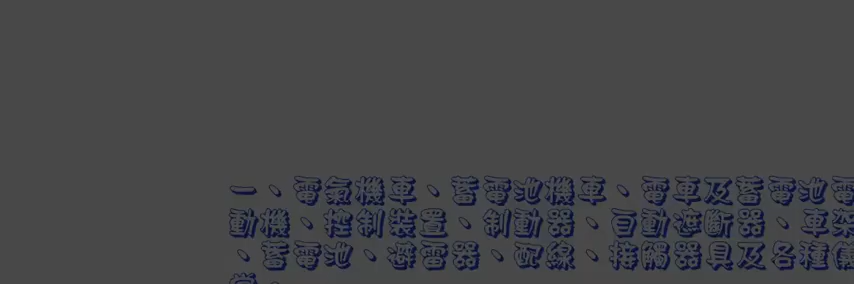 一、電氣機車、蓄電池機車、電車及蓄電池電
動機、控制裝置、制動器、自動遮斷器、車架
、蓄電池、避雷器、配線、接觸器具及各種儀